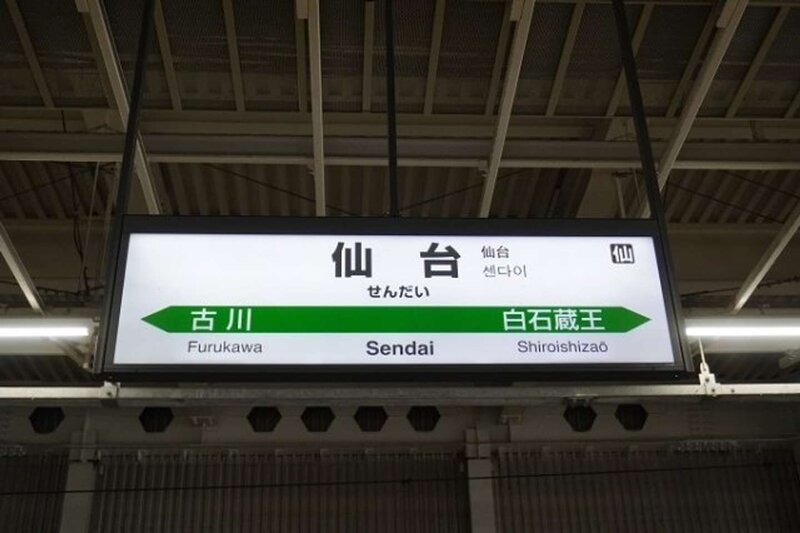 仙台
仙台
센다이
仙
せんだい
古川
白石蔵王
Furukawa
Sendai
Shiroishizaō